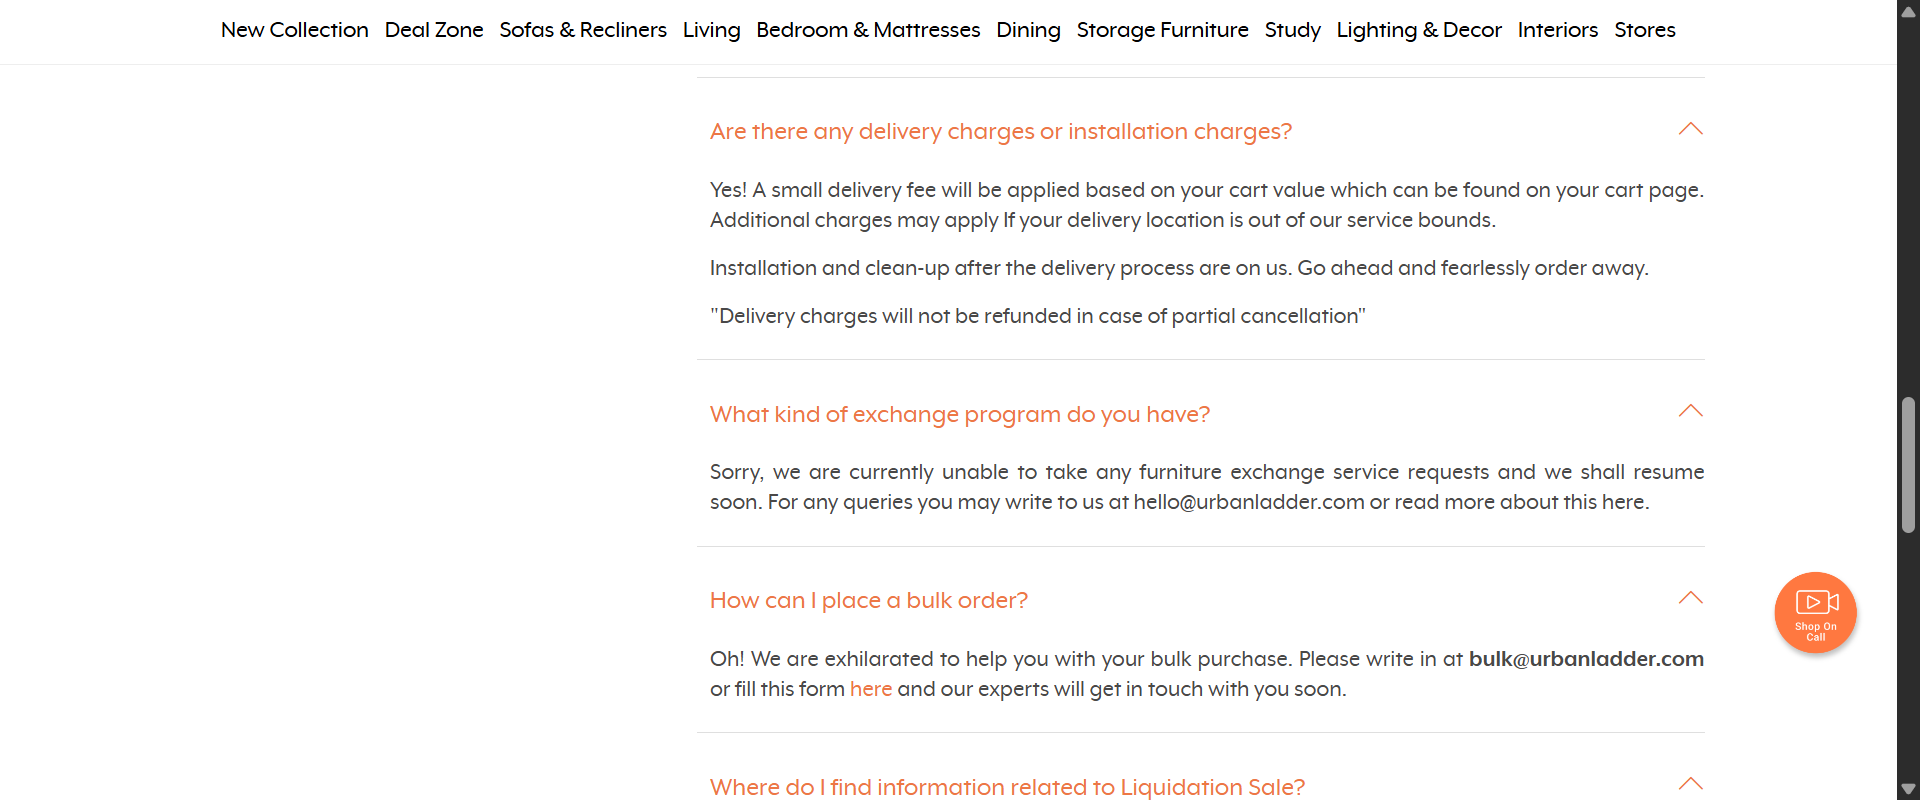 New Collection Deal Zone Sofas & Recliners Living Bedroom & Mattresses Dining Storage Furniture Study Lighting & Decor Interiors Stores
Are there any delivery charges or installation charges?
Yes! A small delivery fee will be applied based on your cart value which can be found on your cart page.
Additional charges may apply If your delivery location is out of our service bounds.
Installation and clean-up after the delivery process are on us. Go ahead and fearlessly order away.
"Delivery charges will not be refunded in case of partial cancellation"
What kind of exchange program do you have?
Sorry, we are currently unable to take any furniture exchange service requests and we shall resume
soon. For any queries you may write to us at hello@urbanladder.com or read more about this here.
How can I place a bulk order?
Shop On
Call
Oh! We are exhilarated to help you with your bulk purchase. Please write in at bulk@urbanladder.com
or fill this form here and our experts will get in touch with you soon.
Where do I find information related to Liquidation Sale?